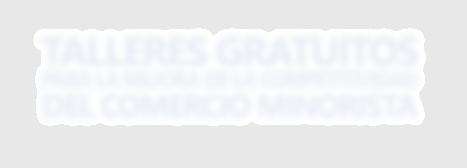 TALLERES GRATUITOS
PARA LA MEJORA DE LA COMPETITIVIDAD
DEL COMERCIO MINORISTA